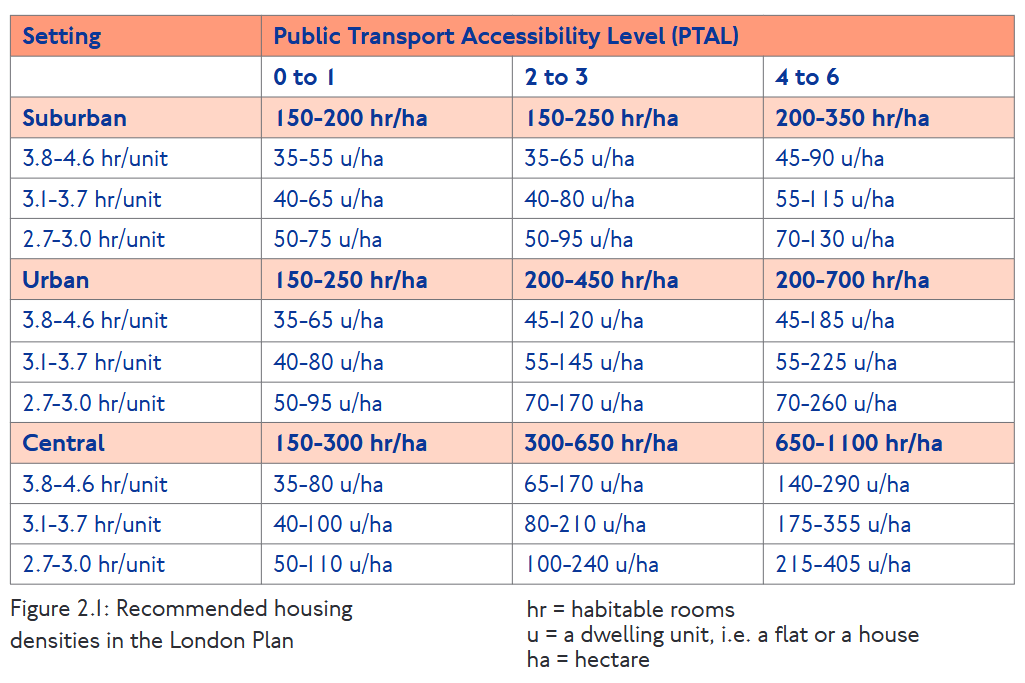 Setting Public Transport Accessibility Level (PTAL)
0 to 1 2 to 3 4 to 6
Suburban 150-200 hr/ha 150-250 hr/ha 200-350 hr/ha
3.8-4.6 hr/unit 35-55 u/ha 35-65 u/ha 45-90 u/ha
3.1-3.7 hr/unit 40-65 u/ha 40-80 u/ha 55-115 u/ha
2.7-3.0 hr/unit 50-75 u/ha 50-95 u/ha 70-130 u/ha
Urban 150-250 hr/ha 200-450 hr/ha 200-700 hr/ha
3.8-4.6 hr/unit 35-65 u/ha 45-120 u/ha 45-185 u/ha
3.1-3.7 hr/unit 40-80 u/ha 55-145 u/ha 55-225 u/ha
2.7-3.0 hr/unit 50-95 u/ha 70-170 u/ha 70-260 u/ha
Central 150-300 hr/ha 300-650 hr/ha 650-1100 hr/ha
3.8-4.6 hr/unit 35-80 u/ha 65-170 u/ha 140-290 u/ha
3.1-3.7 hr/unit 40-100 u/ha 80-210 u/ha 175-355 u/ha
2.7-3.0 hr/unit 50-110 u/ha 100-240 u/ha 215-405 u/ha
Figure 2.1: Recommended housing
densities in the London Plan
hr = habitable rooms
u = a dwelling unit, i.e. a flat or a house
ha = hectare